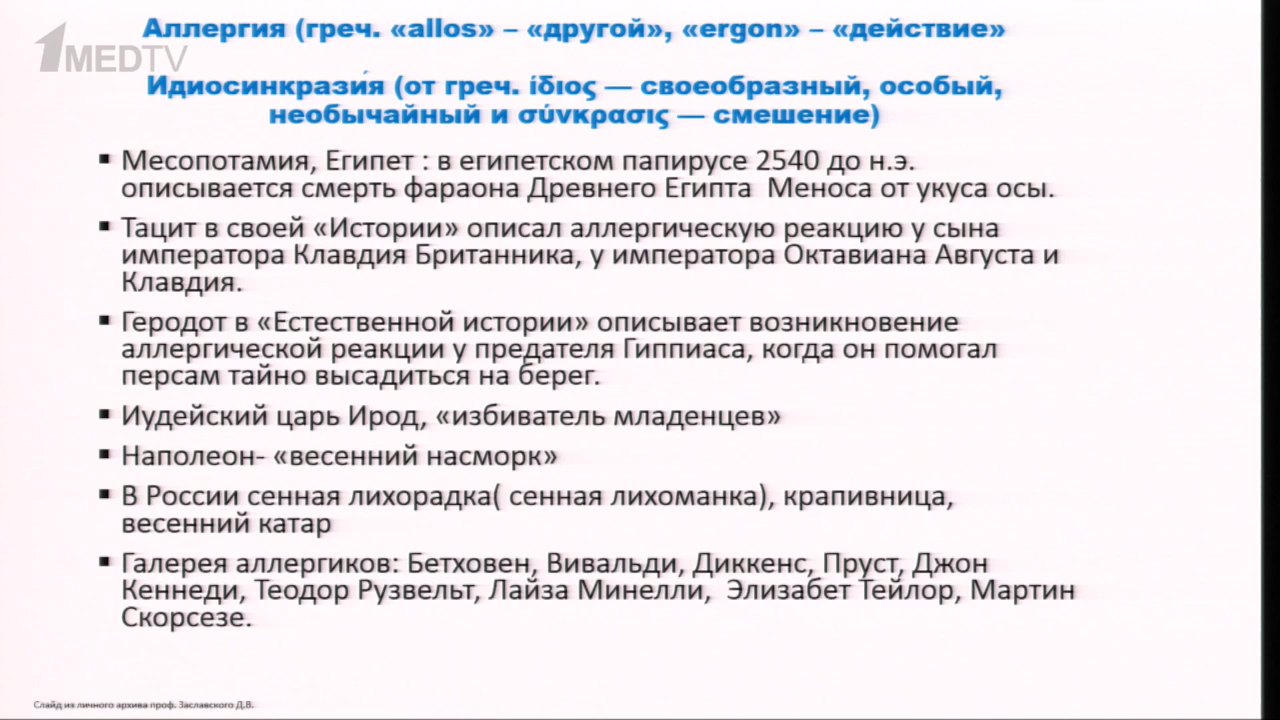 1MEDTV
Аллергия (греч. «allos» – «другой», «ergon» – «действие»
Идиосинкрази́я (от греч. ίδιος — своеобразный, особый,
необычайный и σύνκρασις — смешение)
▪ Месопотамия, Египет : в египетском папирусе 2540 до н.э.
описывается смерть фараона Древнего Египта Меноса от укуса осы.
▪ Тацит в своей «Истории» описал аллергическую реакцию у сына
императора Клавдия Британника, у императора Октавиана Августа и
Клавдия.
▪ Геродот в «Естественной истории» описывает возникновение
аллергической реакции у предателя Гиппиаса, когда он помогал
персам тайно высадиться на берег.
▪ Иудейский царь Ирод, «избиватель младенцев»
▪ Наполеон- «весенний насморк»
▪ В России сенная лихорадка( сенная лихоманка), крапивница,
весенний катар
▪ Галерея аллергиков: Бетховен, Вивальди, Диккенс, Пруст, Джон
Кеннеди, Теодор Рузвельт, Лайза Минелли, Элизабет Тейлор, Мартин
Скорсезе.
Слайд из личного архива проф. Заславского Д.В.